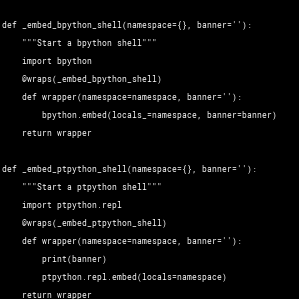 def _embed_bpython_shell(namespace={}, banner=''):
    """Start a bpython shell"""
    import bpython
    @wraps(_embed_bpython_shell)
    def wrapper(namespace=namespace, banner=''):
        bpython.embed(locals_=namespace, banner=banner)
    return wrapper

def _embed_ptpython_shell(namespace={}, banner=''):
    """Start a ptpython shell"""
    import ptpython.repl
    @wraps(_embed_ptpython_shell)
    def wrapper(namespace=namespace, banner=''):
        print(banner)
        ptpython.repl.embed(locals=namespace)
    return wrapper